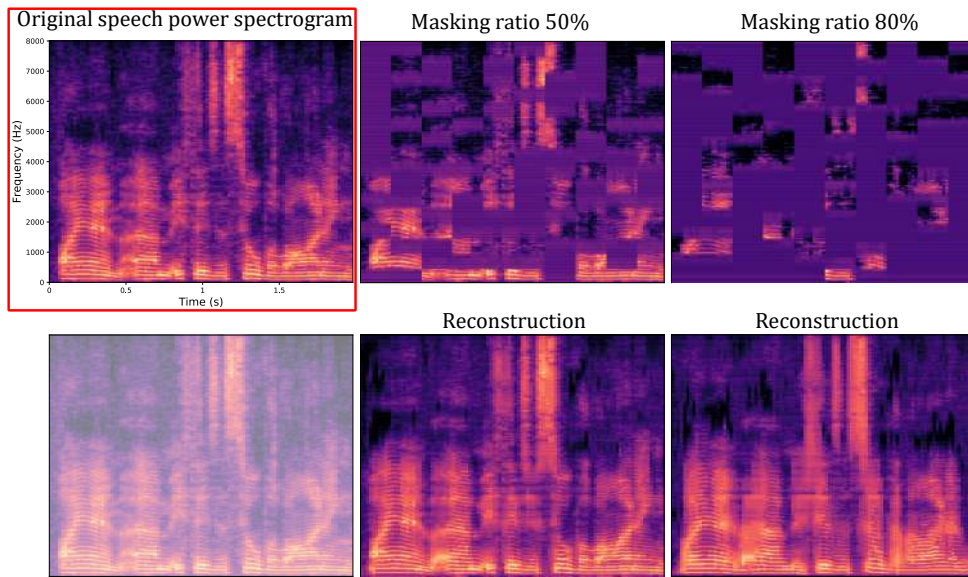 Original speech power spectrogram
Masking ratio 50%
Masking ratio 80%
8000
7000
6000
5000
4000
3000
2000
1000
0
Frequency (Hz)
0
0.5
1
1.5
Time (s)
Reconstruction
Reconstruction